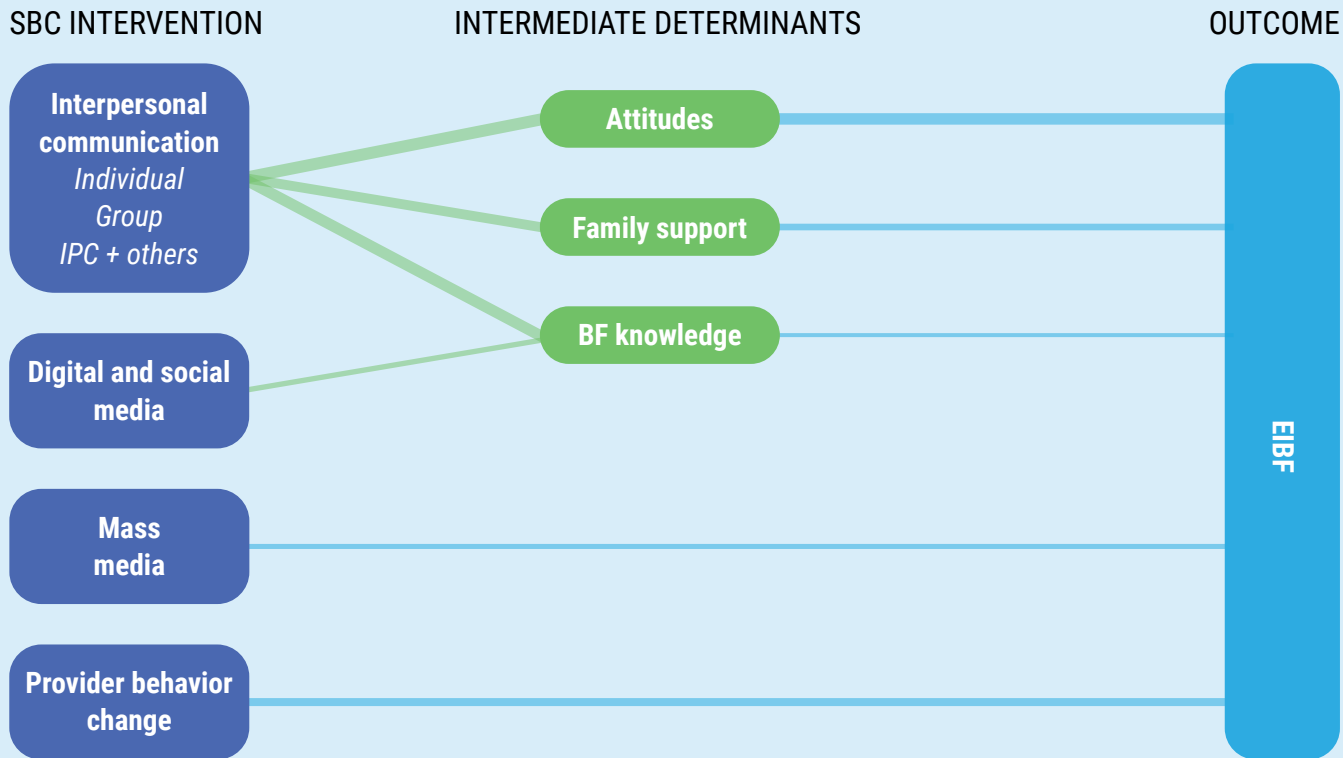 SBC INTERVENTION
INTERMEDIATE DETERMINANTS
OUTCOME
Interpersonal
communication
Individual
Group
IPC + others
Digital and social
media
Mass
media
Provider behavior
change
Attitudes
Family support
BF knowledge
EIBF